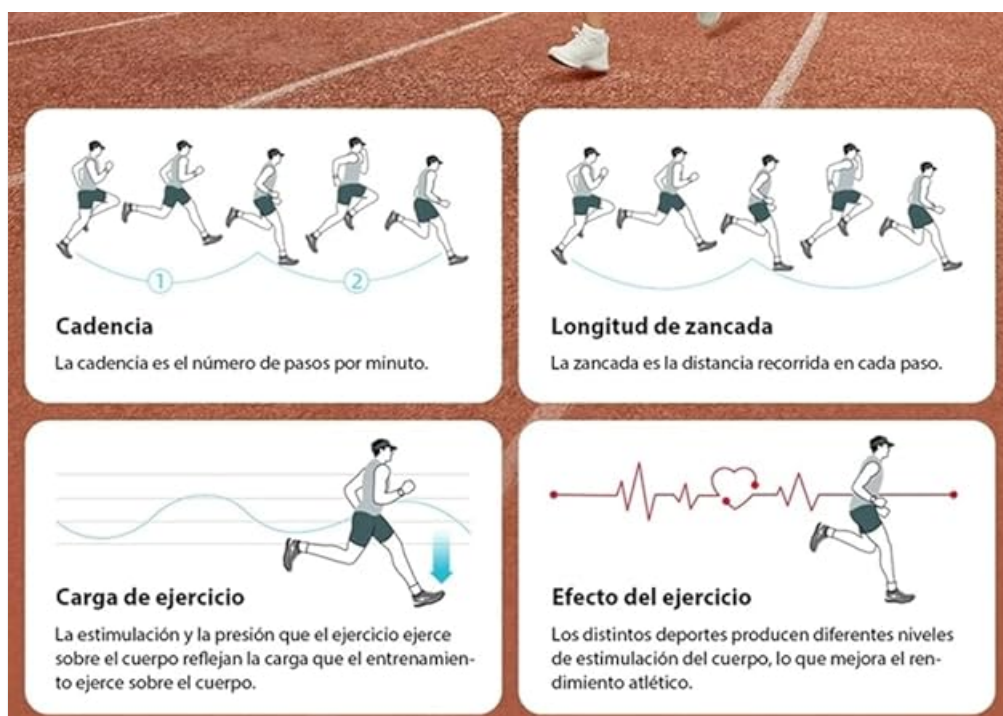 1
2
Cadencia
La cadencia es el número de pasos por minuto.
Longitud de zancada
La zancada es la distancia recorrida en cada paso.
Carga de ejercicio
La estimulación y la presión que el ejercicio ejerce
sobre el cuerpo reflejan la carga que el entrenamien-
to ejerce sobre el cuerpo.
Efecto del ejercicio
Los distintos deportes producen diferentes niveles
de estimulación del cuerpo, lo que mejora el ren-
dimiento atlético.